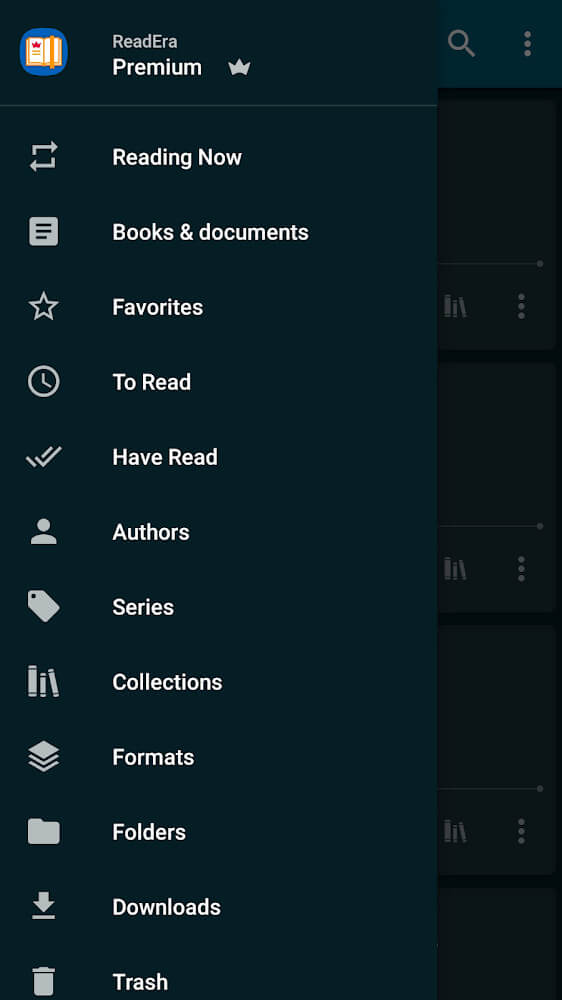 ReadEra
Premium
Reading Now
Books & documents
Favorites
To Read
Have Read
Authors
Series
Collections
Formats
Folders
Downloads
Trash